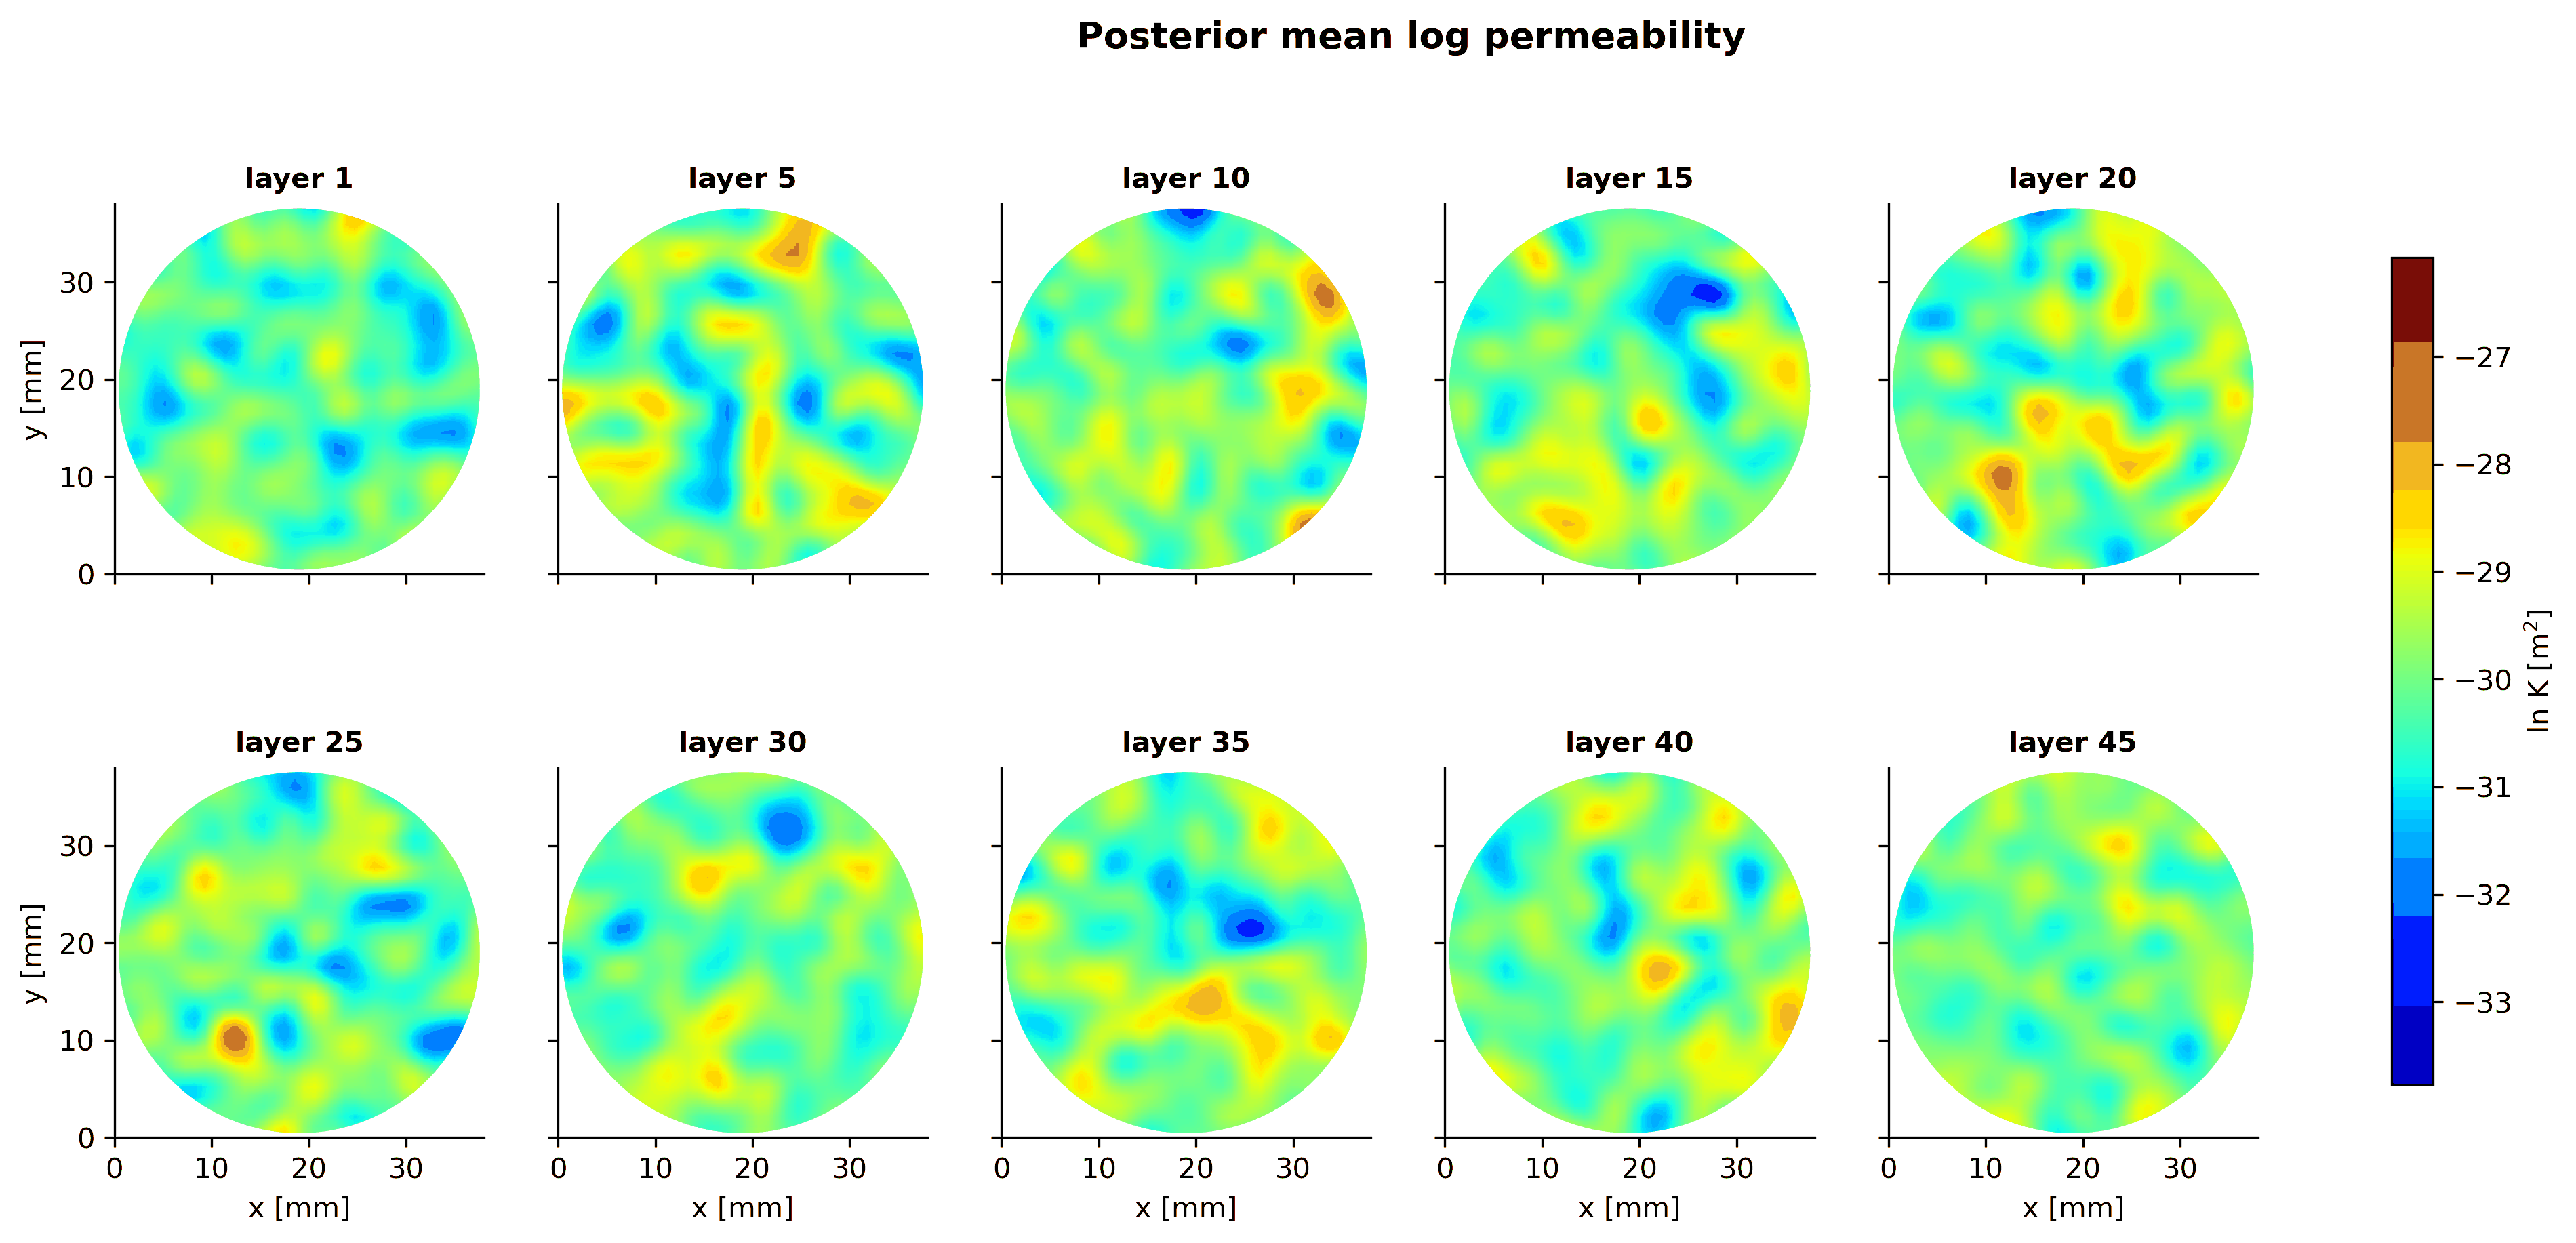 Posterior mean log permeability
layer 1
layer 5
layer 10
layer 15
layer 20
y [mm]
30
20
10
0
−27
−28
−29
−30
−31
−32
−33
ln K [m²]
layer 25
layer 30
layer 35
layer 40
layer 45
y [mm]
30
20
10
0
0 10 20 30
0 10 20 30
0 10 20 30
0 10 20 30
0 10 20 30
x [mm]
x [mm]
x [mm]
x [mm]
x [mm]